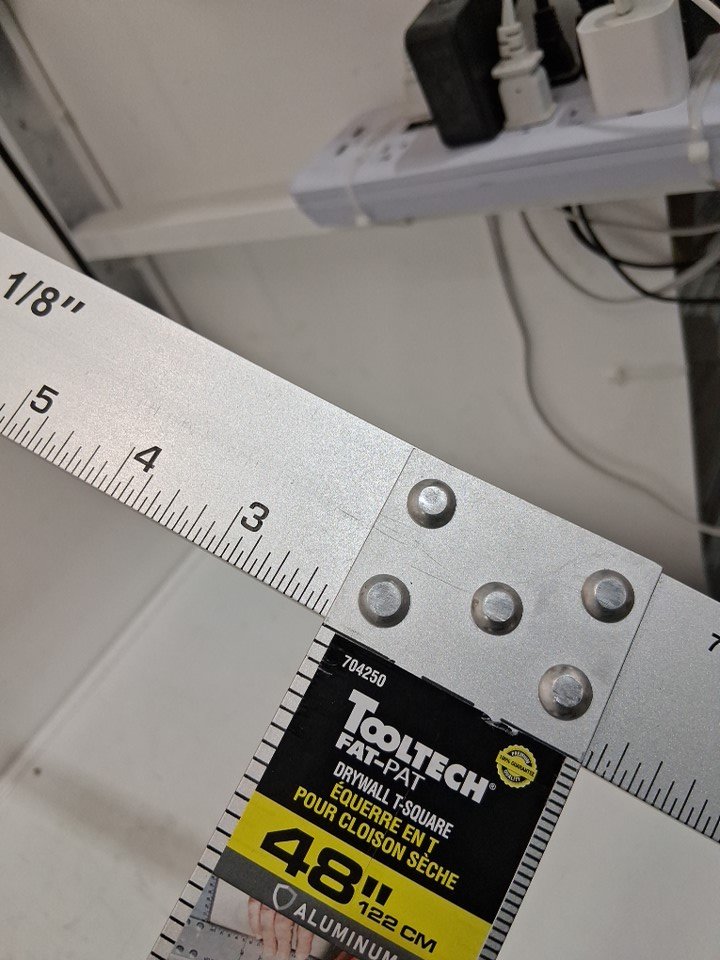 1/8"
5
4
3
7
704250
TOOLTECH®
FAT-PAT
DRYWALL T-SQUARE
ÉQUERRE EN T
POUR CLOISON SÈCHE
48"
122 CM
ALUMINUM